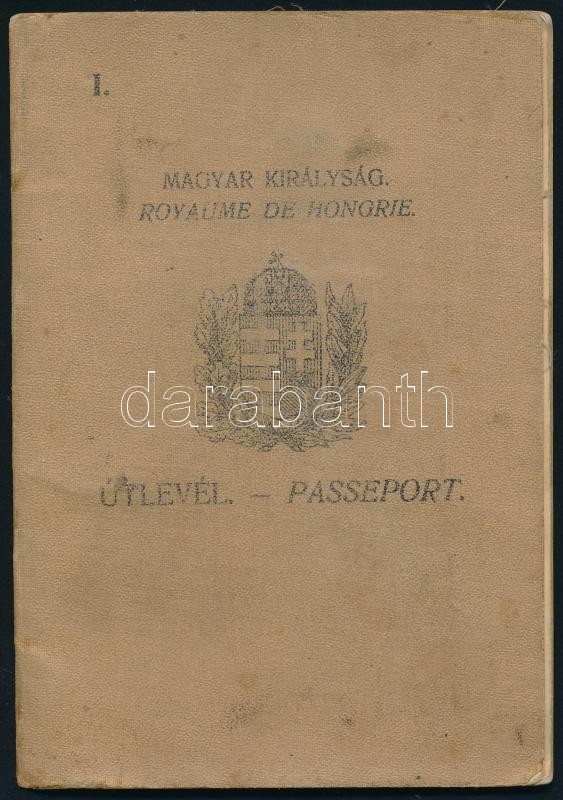 I.
MAGYAR KIRÁLYSÁG.
ROYAUME DE HONGRIE.
darabanth
ÚTLEVÉL. – PASSEPORT.